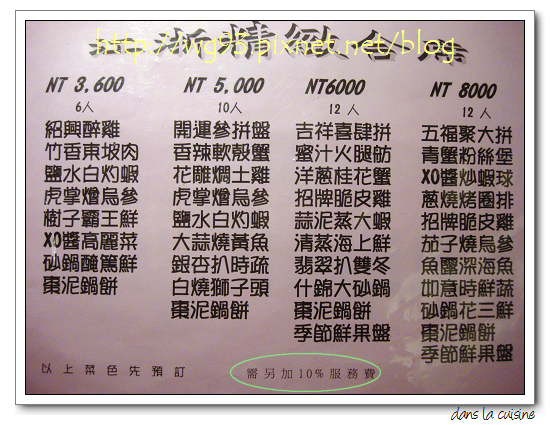 http://wg95.pixnet.net/blog
浙精緻合
NT 3,600
6人
紹興醉雞
竹香東坡肉
鹽水白灼蝦
虎掌燴烏參
樹子霸王鮮
XO醬高麗菜
砂鍋醃篤鮮
棗泥鍋餅
NT 5,000
10人
開運參拼盤
香辣軟殼蟹
花雕燜土雞
虎掌燴烏參
鹽水白灼蝦
大蒜燒黃魚
銀杏扒時疏
白燒獅子頭
棗泥鍋餅
NT6000
12人
吉祥喜肆拼
蜜汁火腿舫
洋蔥桂花蟹
招牌脆皮雞
蒜泥蒸大蝦
清蒸海上鮮
翡翠扒雙冬
什錦大砂鍋
棗泥鍋餅
季節鮮果盤
NT 8000
12人
五福聚大拼
青蟹粉絲堡
XO醬炒蝦球
蔥燒烤圈排
招牌脆皮雞
茄子燒烏參
魚露深海魚
如意時鮮蔬
砂鍋花三鮮
棗泥鍋餅
季節鮮果盤
以上菜色先預訂
需另加10%服務費
dans la cuisine